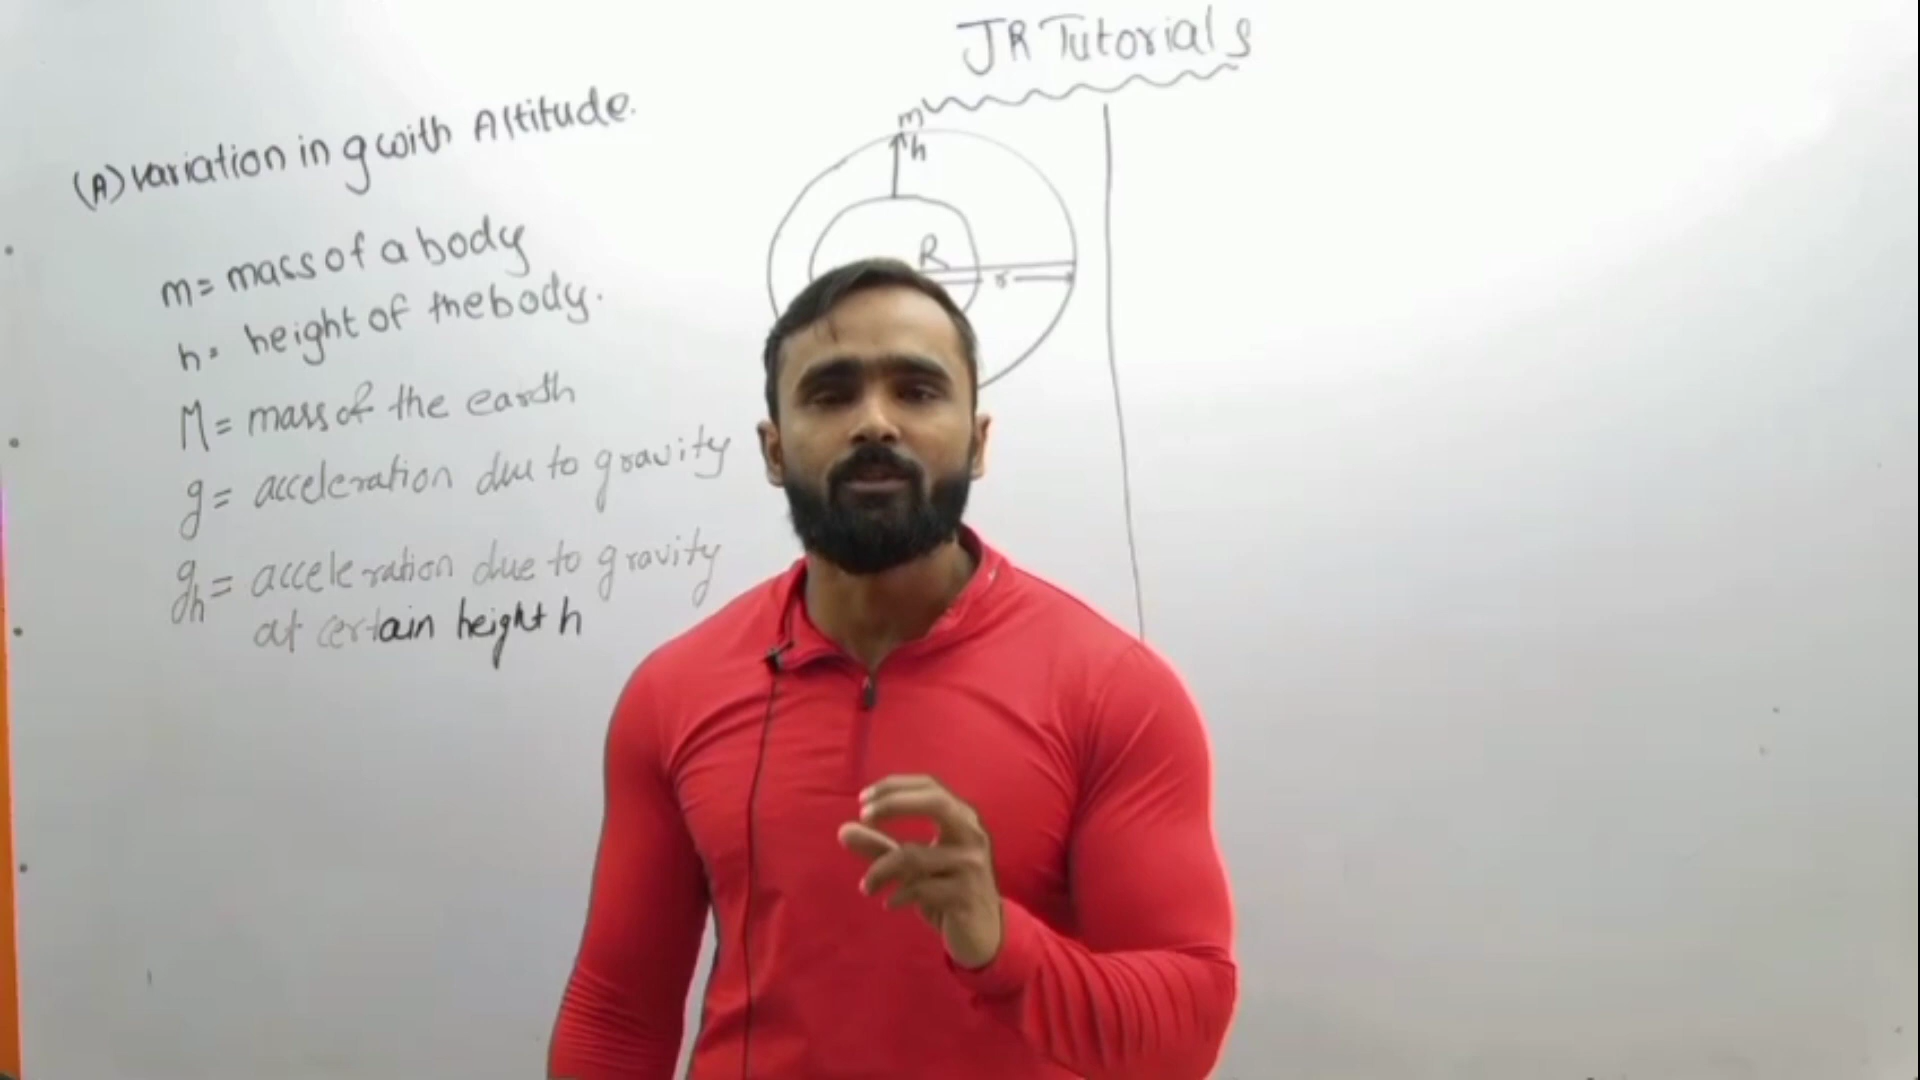 JR Tutorials
(A) variation in g with Altitude.
m
h
R
r
m = mass of a body
h = height of the body.
M = mass of the earth
g = acceleration due to gravity
gh = acceleration due to gravity
at certain height h